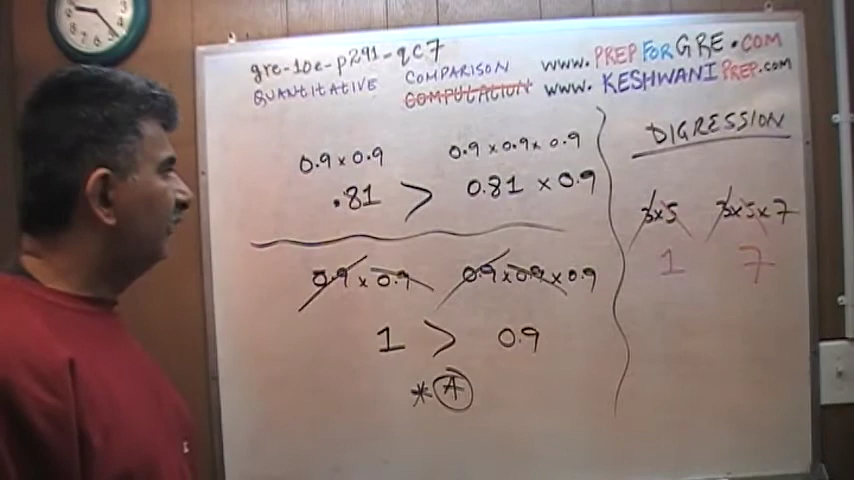 gre-10e-p291-qc7
QUANTITATIVE COMPARISON
COMPUTATION
www.PREPFORGRE.COM
www.KESHWANIPREP.com
0.9 x 0.9 0.9 x 0.9 x 0.9
.81 > 0.81 x 0.9
0.9 x 0.9 0.9 x 0.9 x 0.9
1 > 0.9
* A
DIGRESSION
3x5 3x5x7
1 7